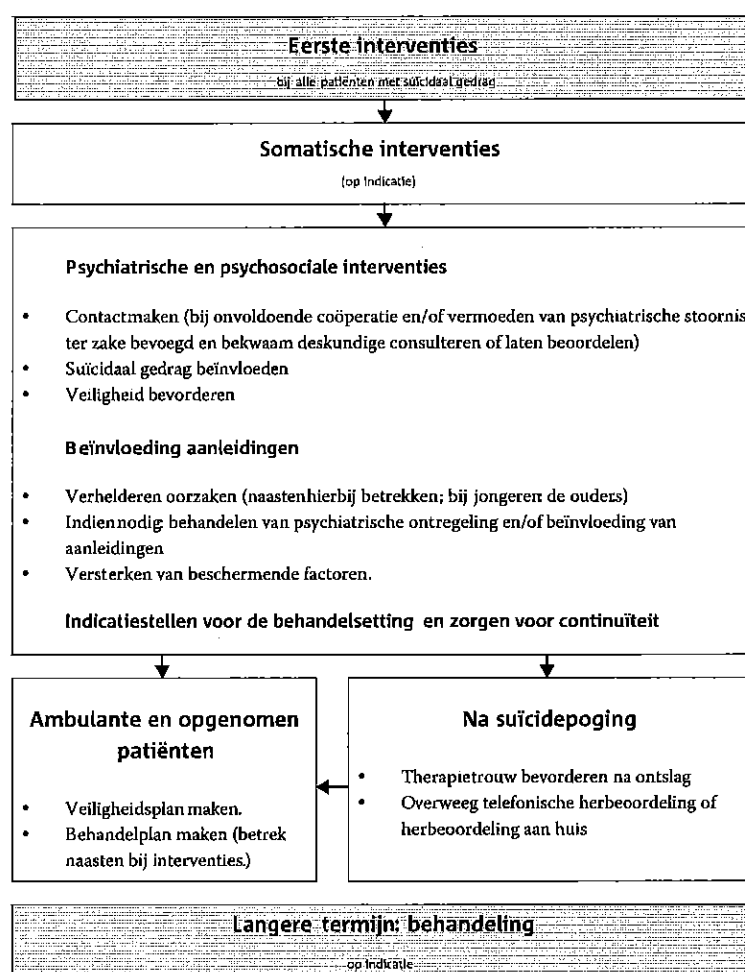 Eerste interventies
bij alle patiënten met suïcidaal gedrag
Somatische interventies
(op indicatie)
Psychiatrische en psychosociale interventies
• Contactmaken (bij onvoldoende coöperatie en/of vermoeden van psychiatrische stoornis
ter zake bevoegd en bekwaam deskundige consulteren of laten beoordelen)
• Suïcidaal gedrag beïnvloeden
• Veiligheid bevorderen
Beïnvloeding aanleidingen
• Verhelderen oorzaken (naastenhierbij betrekken; bij jongeren de ouders)
• Indiennodig: behandelen van psychiatrische ontregeling en/of beïnvloeding van
aanleidingen
• Versterken van beschermende factoren.
Indicatiestellen voor de behandelsetting en zorgen voor continuïteit
Ambulante en opgenomen
patiënten
• Veiligheidsplan maken.
• Behandelplan maken (betrek
naasten bij interventies.)
Na suïcidepoging
• Therapietrouw bevorderen na ontslag
• Overweeg telefonische herbeoordeling of
herbeoordeling aan huis
Langere termijn: behandeling
op indicatie